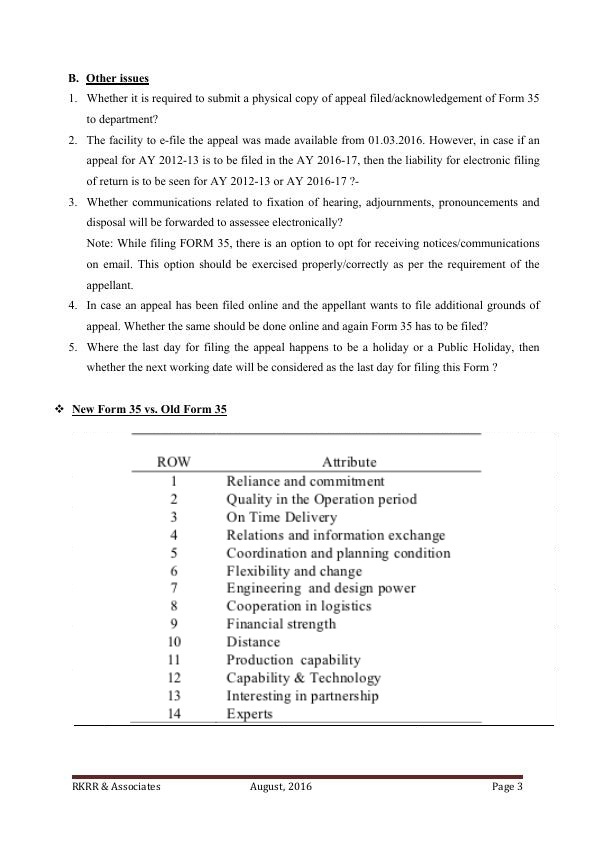 B. Other issues
1. Whether it is required to submit a physical copy of appeal filed/acknowledgement of Form 35
to department?
2. The facility to e-file the appeal was made available from 01.03.2016. However, in case if an
appeal for AY 2012-13 is to be filed in the AY 2016-17, then the liability for electronic filing
of return is to be seen for AY 2012-13 or AY 2016-17 ?-
3. Whether communications related to fixation of hearing, adjournments, pronouncements and
disposal will be forwarded to assessee electronically?
Note: While filing FORM 35, there is an option to opt for receiving notices/communications
on email. This option should be exercised properly/correctly as per the requirement of the
appellant.
4. In case an appeal has been filed online and the appellant wants to file additional grounds of
appeal. Whether the same should be done online and again Form 35 has to be filed?
5. Where the last day for filing the appeal happens to be a holiday or a Public Holiday, then
whether the next working date will be considered as the last day for filing this Form ?
❖ New Form 35 vs. Old Form 35
ROW Attribute
1 Reliance and commitment
2 Quality in the Operation period
3 On Time Delivery
4 Relations and information exchange
5 Coordination and planning condition
6 Flexibility and change
7 Engineering and design power
8 Cooperation in logistics
9 Financial strength
10 Distance
11 Production capability
12 Capability & Technology
13 Interesting in partnership
14 Experts
RKRR & Associates August, 2016 Page 3